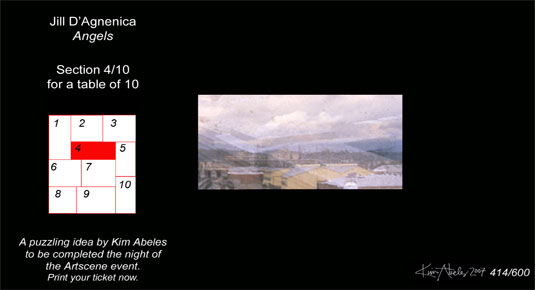 Jill D'Agnenica
Angels
Section 4/10
for a table of 10
1 2 3
4 5
6 7
8 9 10
A puzzling idea by Kim Abeles
to be completed the night of
the Artscene event.
Print your ticket now.
Kim Abeles 2007 414/600